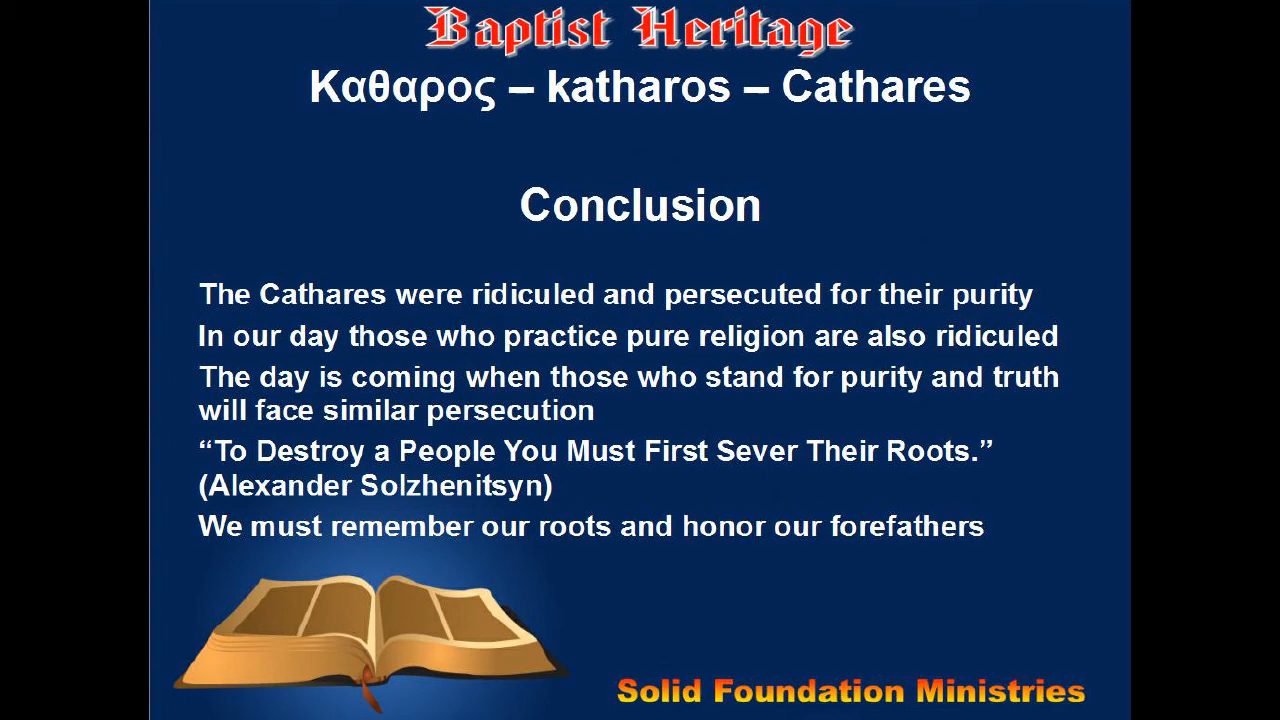 Baptist Heritage
Καθαρος – katharos – Cathares
Conclusion
The Cathares were ridiculed and persecuted for their purity
In our day those who practice pure religion are also ridiculed
The day is coming when those who stand for purity and truth
will face similar persecution
“To Destroy a People You Must First Sever Their Roots.”
(Alexander Solzhenitsyn)
We must remember our roots and honor our forefathers
Solid Foundation Ministries